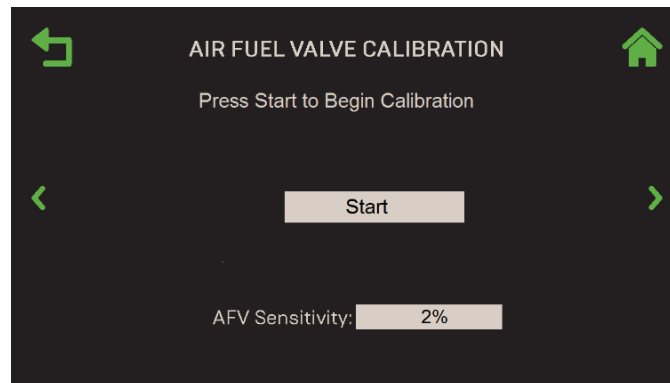 AIR FUEL VALVE CALIBRATION
Press Start to Begin Calibration
Start
AFV Sensitivity: 2%